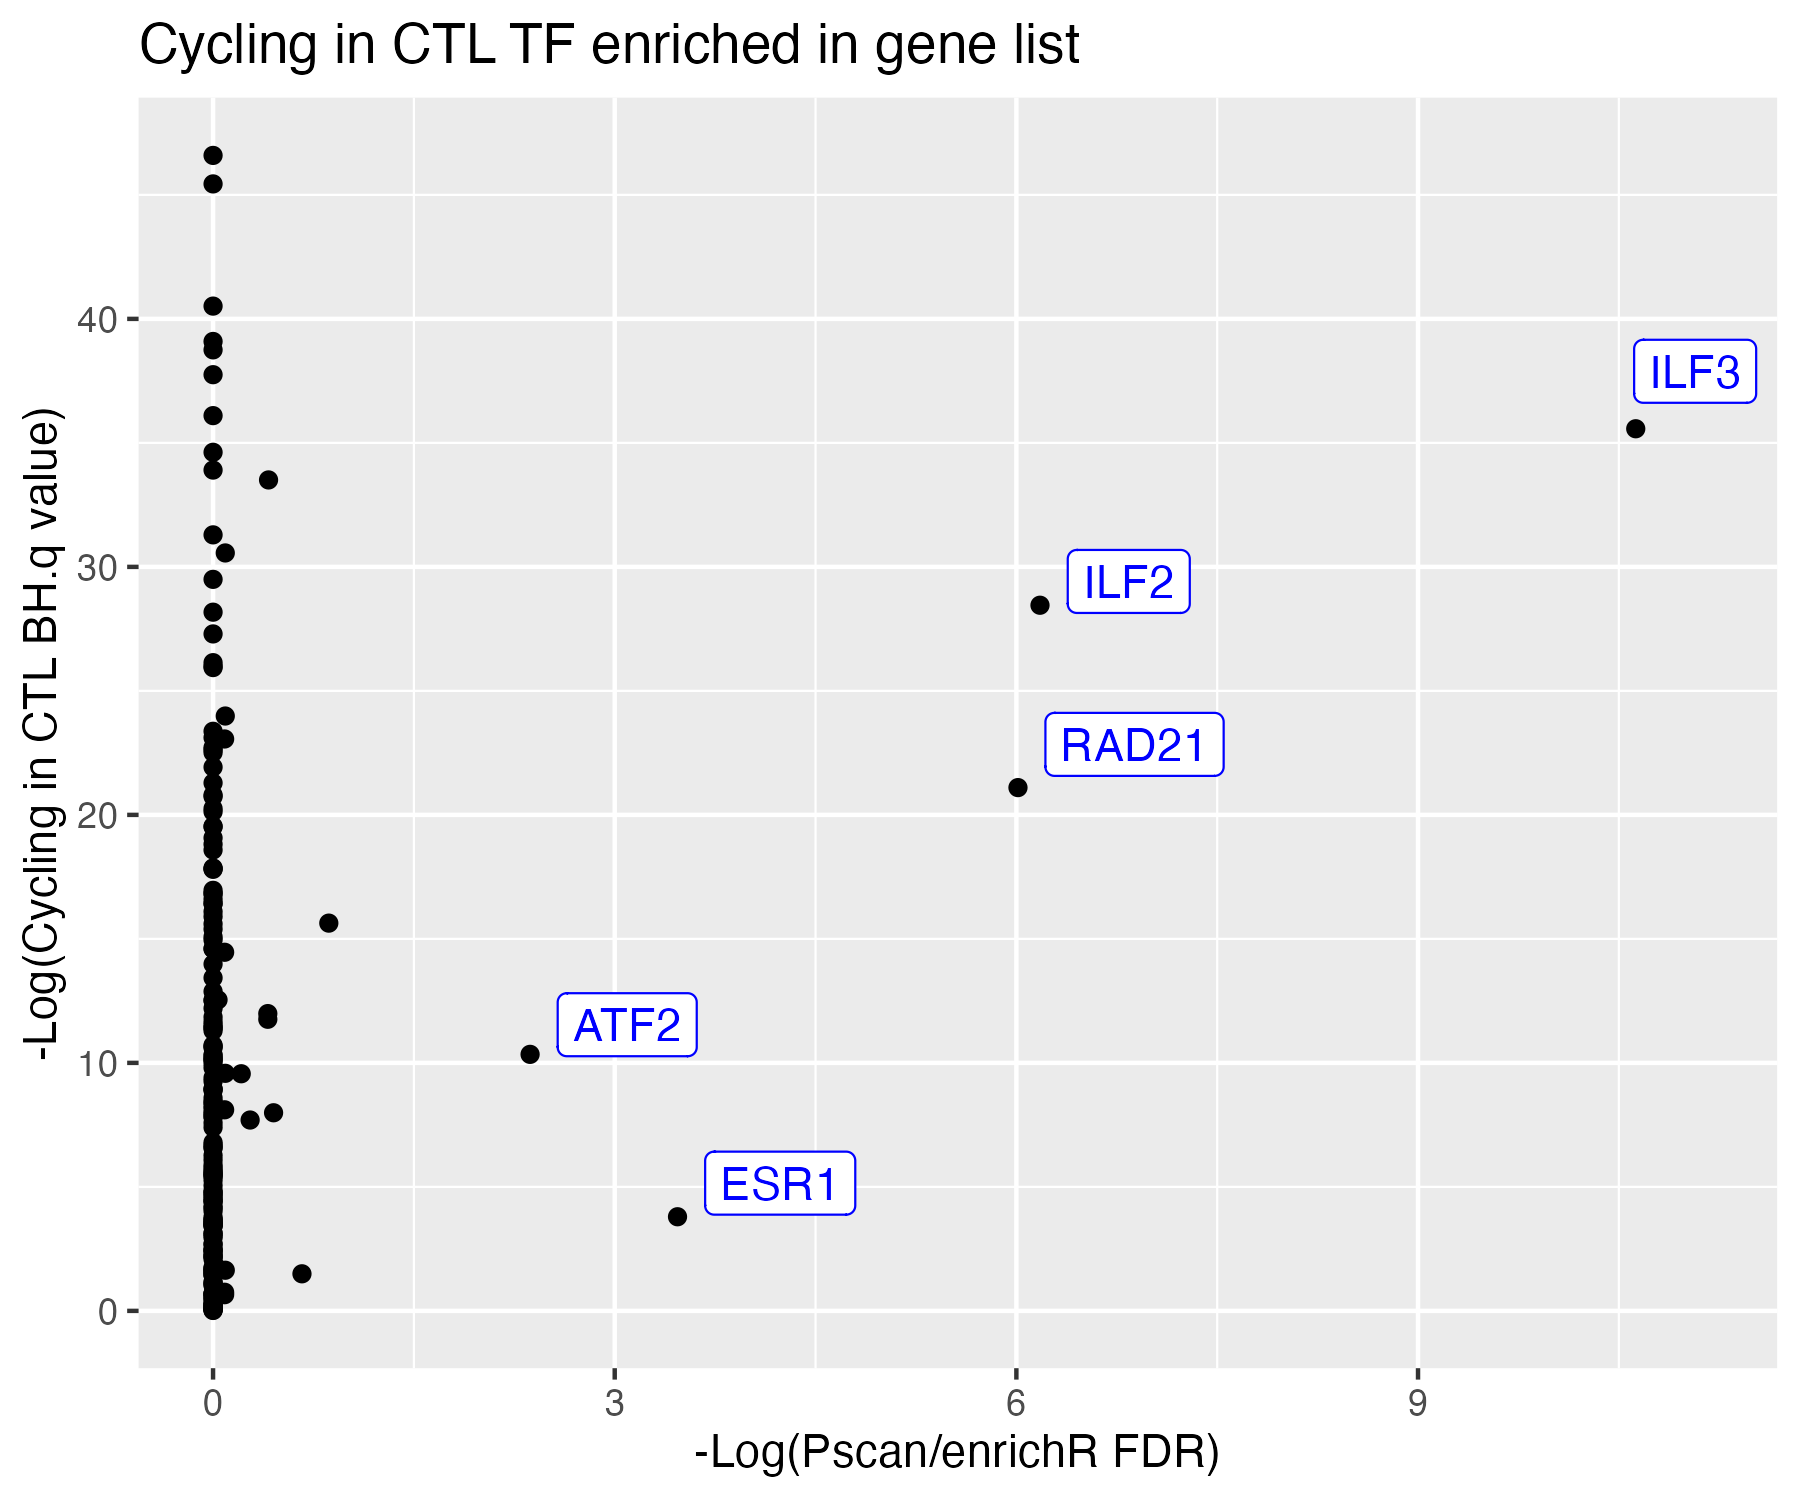 Cycling in CTL TF enriched in gene list
-Log(Cycling in CTL BH.q value)
40
30
20
10
0
ILF3
ILF2
RAD21
ATF2
ESR1
0
3
6
9
-Log(Pscan/enrichR FDR)